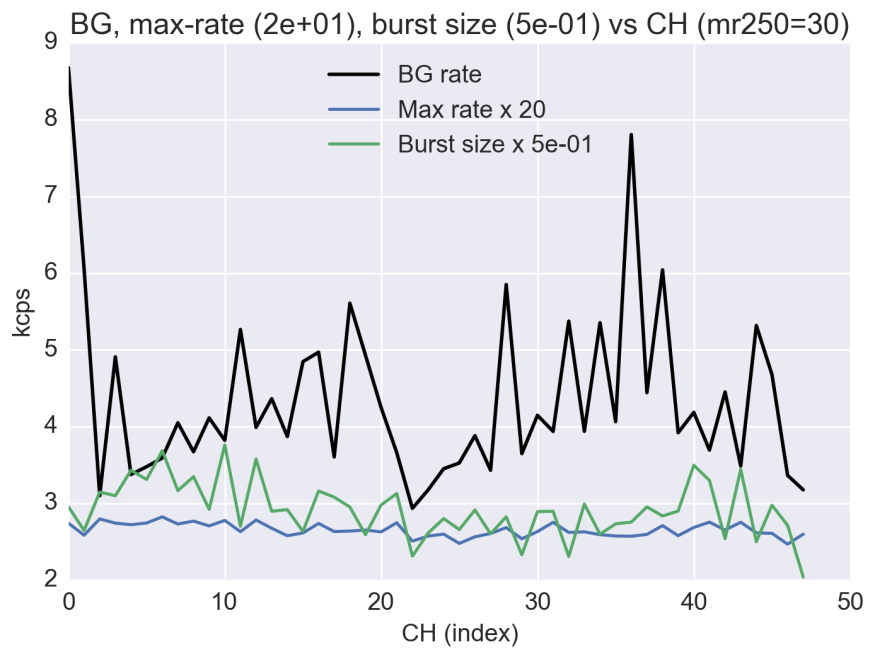 BG, max-rate (2e+01), burst size (5e-01) vs CH (mr250=30)
9
BG rate
Max rate x 20
8
Burst size x 5e-01
7
6
kcps
5
4
3
2
0 10 20 30 40 50
CH (index)